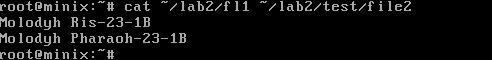 root@minix:~# cat ~/lab2/fl1 ~/lab2/test/file2
Molodyh Ris-23-1B
Molodyh Pharaoh-23-1B
root@minix:~#